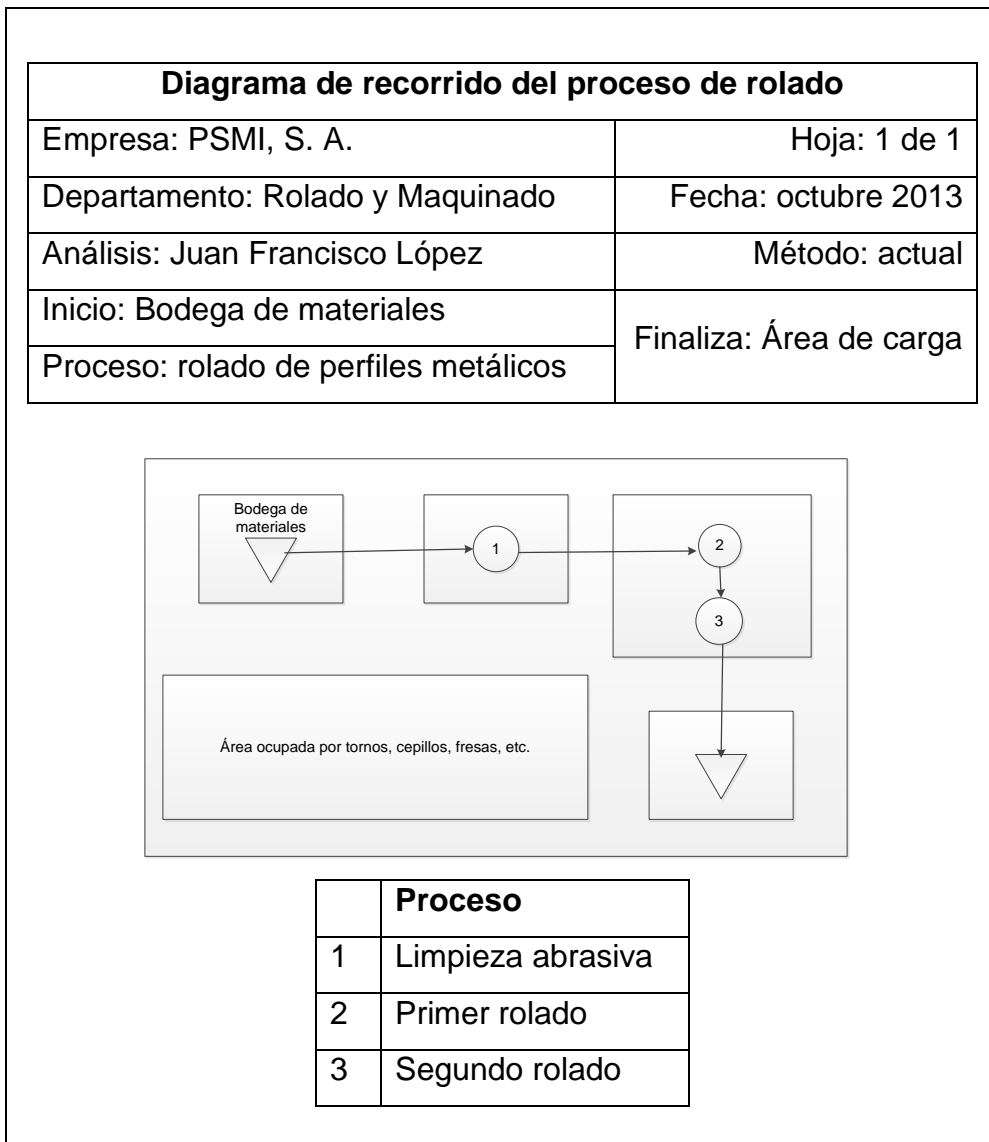 Diagrama de recorrido del proceso de rolado
Empresa: PSMI, S. A.
Hoja: 1 de 1
Departamento: Rolado y Maquinado
Fecha: octubre 2013
Análisis: Juan Francisco López
Método: actual
Inicio: Bodega de materiales
Finaliza: Área de carga
Proceso: rolado de perfiles metálicos
Bodega de
materiales
1
2
3
Área ocupada por tornos, cepillos, fresas, etc.
Proceso
1 Limpieza abrasiva
2 Primer rolado
3 Segundo rolado